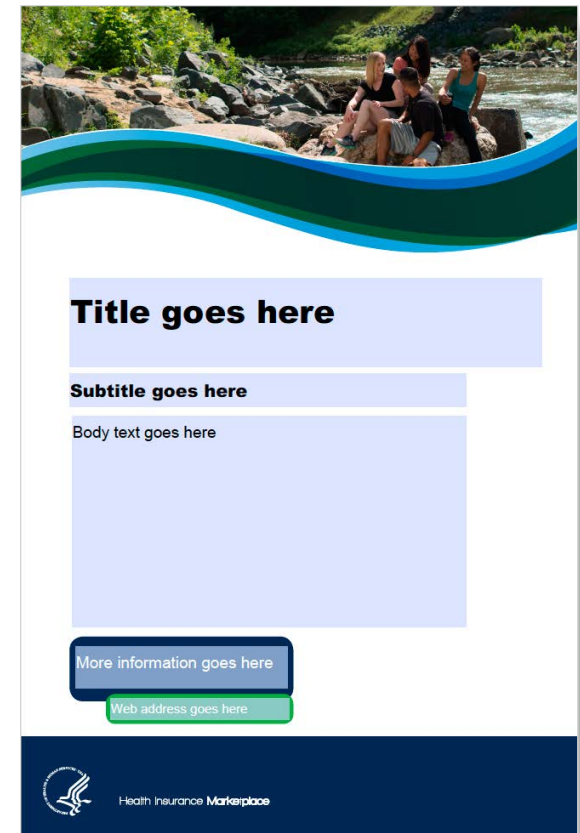 Title goes here
Subtitle goes here
Body text goes here
More information goes here
Web address goes here
Health Insurance Marketplace